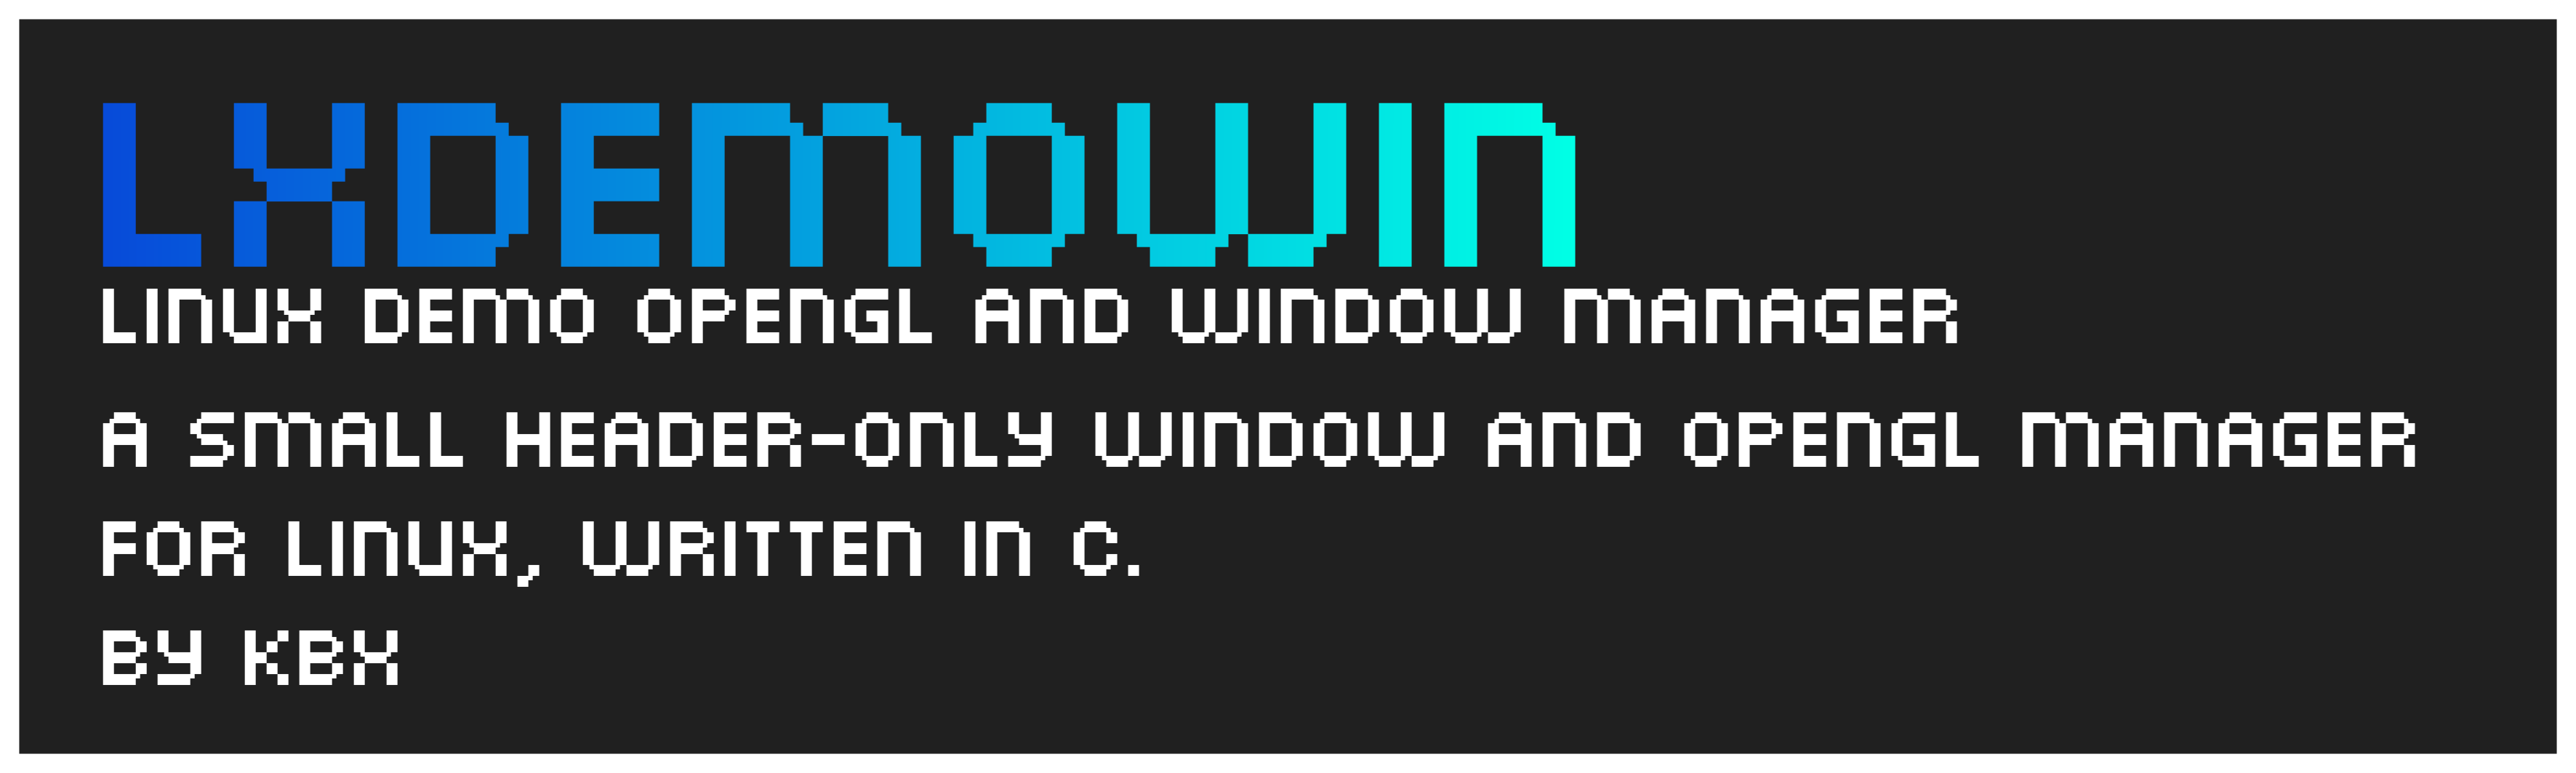 LXDEMOWIN
LINUX DEMO OPENGL AND WINDOW MANAGER
A SMALL HEADER-ONLY WINDOW AND OPENGL MANAGER
FOR LINUX, WRITTEN IN C.
BY KBX